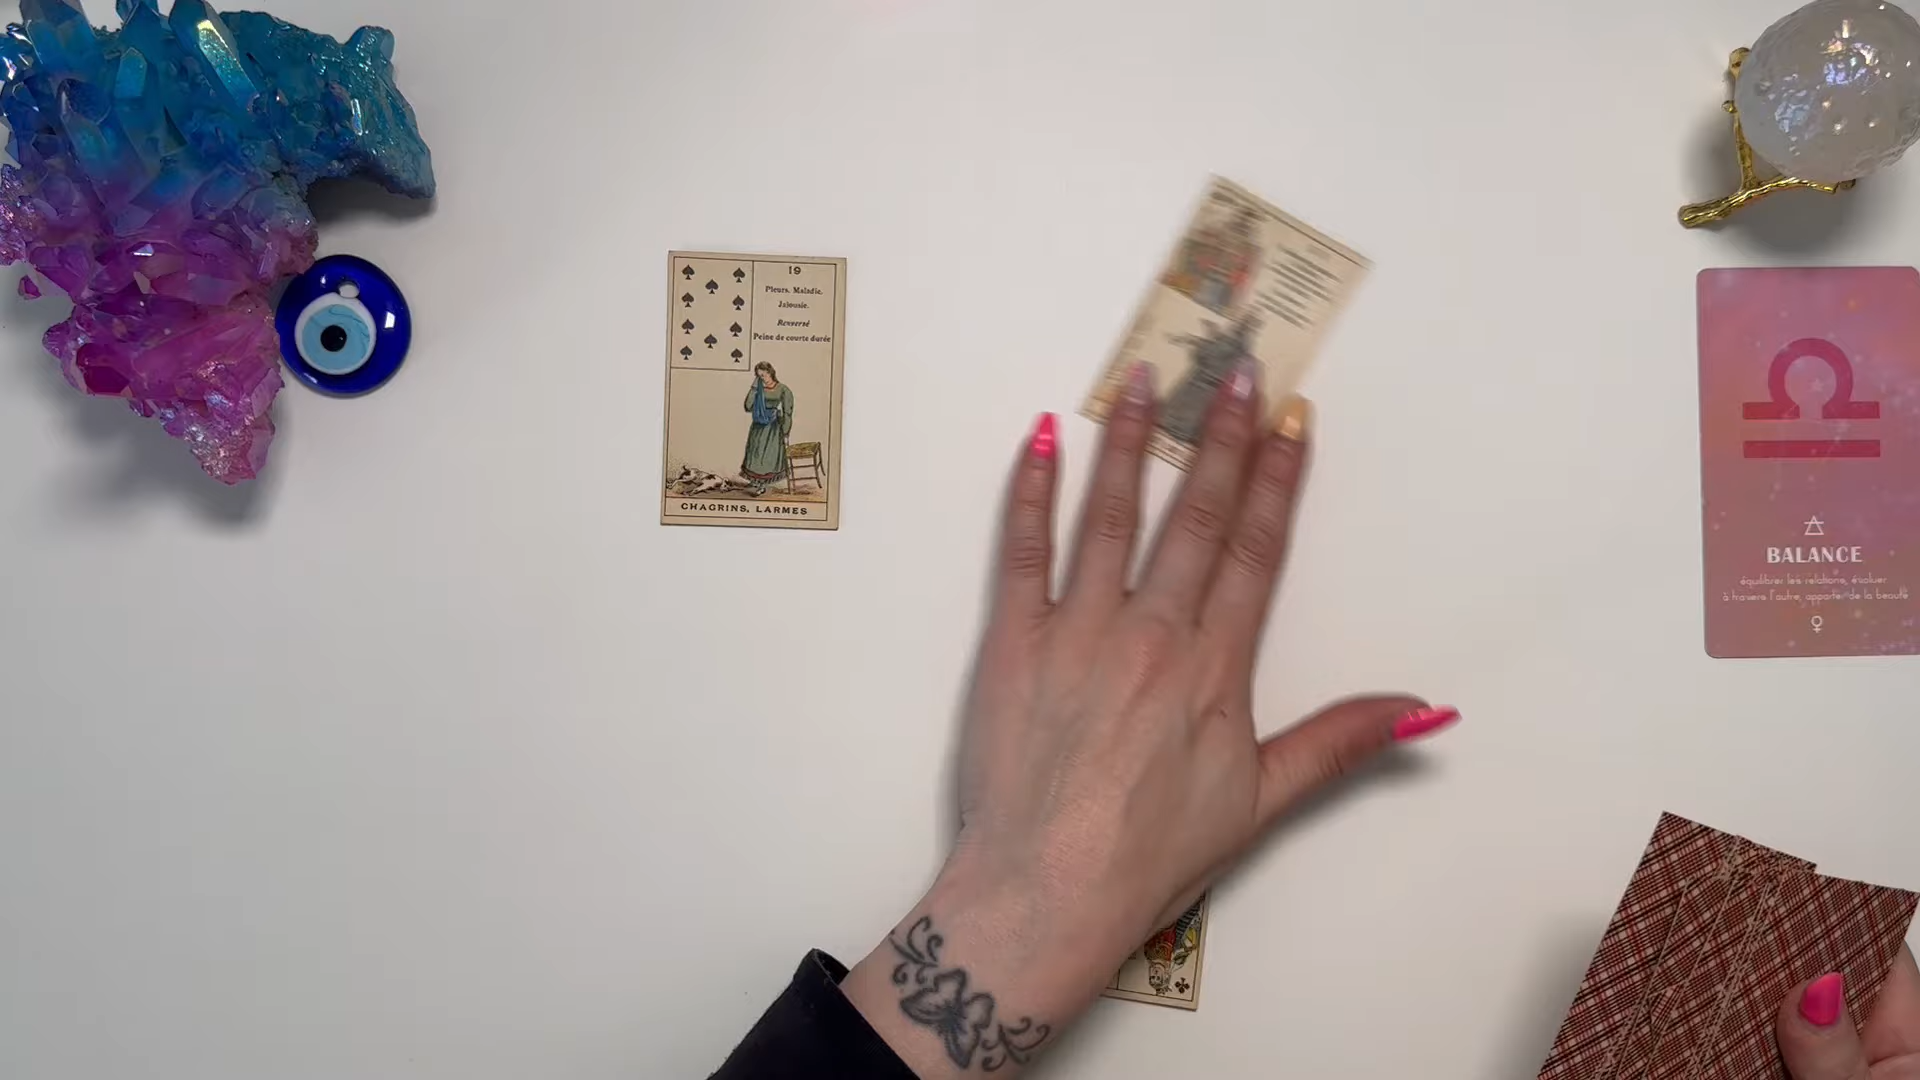 19
Pleurs. Maladie.
Jalousie.
Renversé
Peine de courte durée
CHAGRINS, LARMES
BALANCE
équilibrer les relations, évoluer
à travers l'autre, apporter de la beauté